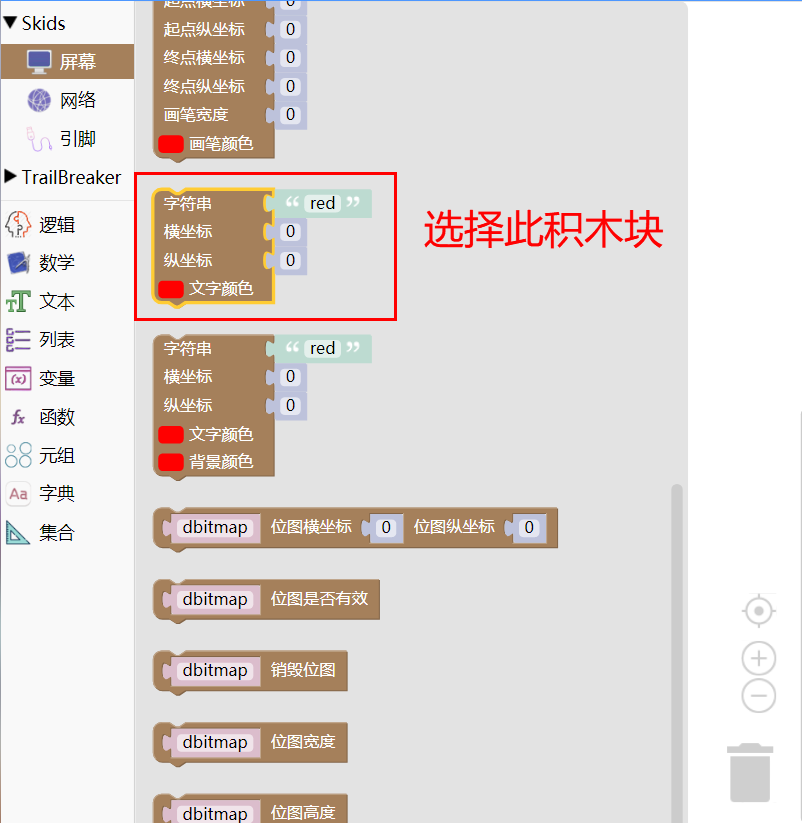 Skids
屏幕
网络
引脚
TrailBreaker
逻辑
数学
文本
列表
变量
函数
元组
字典
集合
起点横坐标 0
起点纵坐标 0
终点横坐标 0
终点纵坐标 0
画笔宽度 0
画笔颜色
字符串 “ red ”
横坐标 0
纵坐标 0
文字颜色
选择此积木块
字符串 “ red ”
横坐标 0
纵坐标 0
文字颜色
背景颜色
dbitmap 位图横坐标 0 位图纵坐标 0
dbitmap 位图是否有效
dbitmap 销毁位图
dbitmap 位图宽度
dbitmap 位图高度